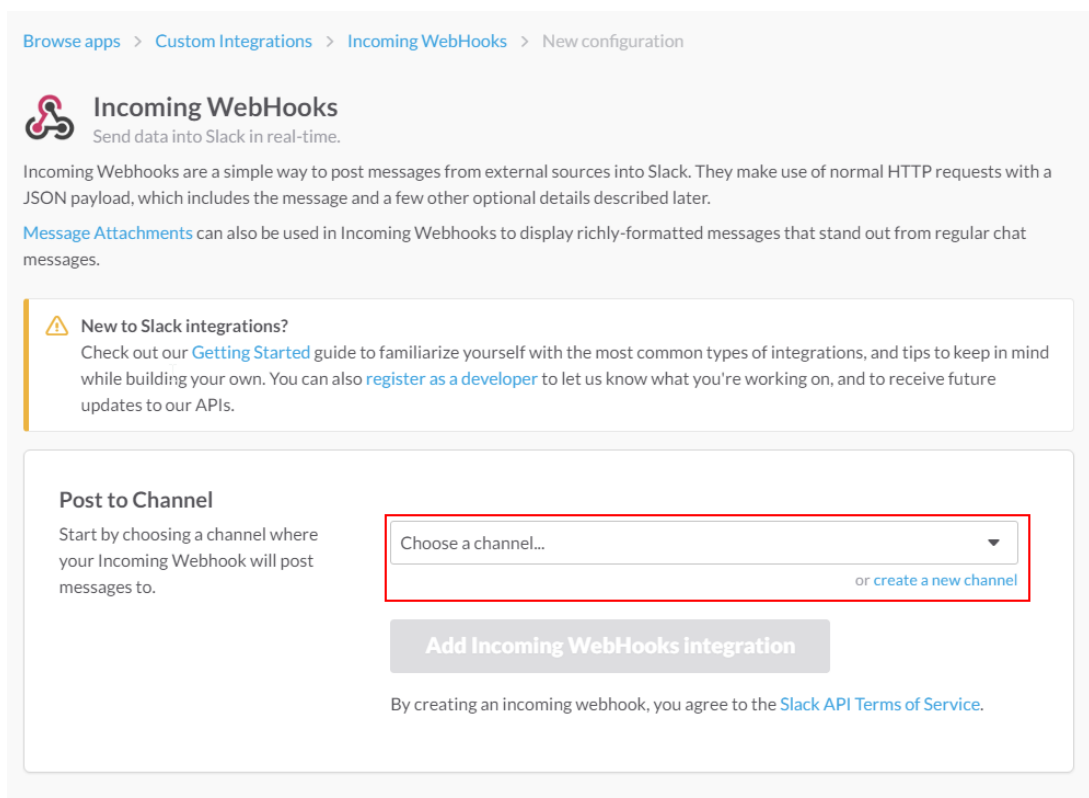 Browse apps > Custom Integrations > Incoming WebHooks > New configuration
Incoming WebHooks
Send data into Slack in real-time.
Incoming Webhooks are a simple way to post messages from external sources into Slack. They make use of normal HTTP requests with a
JSON payload, which includes the message and a few other optional details described later.
Message Attachments can also be used in Incoming Webhooks to display richly-formatted messages that stand out from regular chat
messages.
New to Slack integrations?
Check out our Getting Started guide to familiarize yourself with the most common types of integrations, and tips to keep in mind
while building your own. You can also register as a developer to let us know what you're working on, and to receive future
updates to our APIs.
Post to Channel
Start by choosing a channel where
your Incoming Webhook will post
messages to.
Choose a channel...
or create a new channel
Add Incoming WebHooks integration
By creating an incoming webhook, you agree to the Slack API Terms of Service.